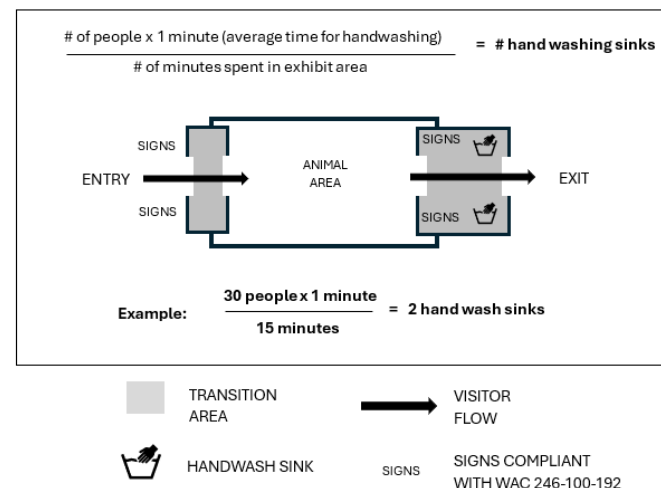 # of people x 1 minute (average time for handwashing)
# of minutes spent in exhibit area
= # hand washing sinks
SIGNS
SIGNS
ENTRY
ANIMAL
AREA
EXIT
SIGNS
SIGNS
Example:
30 people x 1 minute
15 minutes
= 2 hand wash sinks
TRANSITION
AREA
VISITOR
FLOW
HANDWASH SINK
SIGNS
SIGNS COMPLIANT
WITH WAC 246-100-192